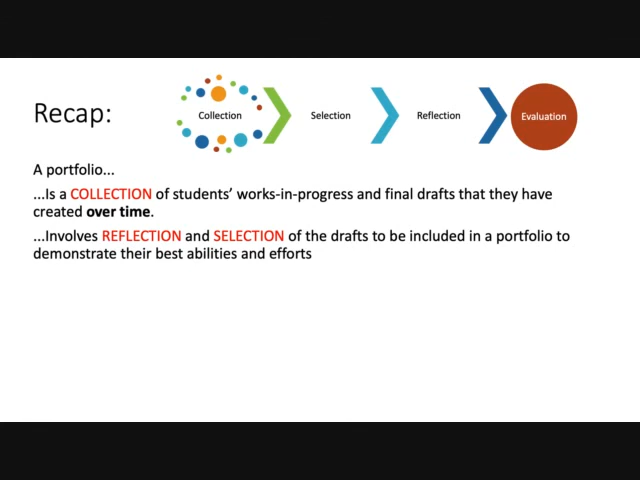 Recap:
Collection
Selection
Reflection
Evaluation
A portfolio...
...Is a COLLECTION of students’ works-in-progress and final drafts that they have
created over time.
...Involves REFLECTION and SELECTION of the drafts to be included in a portfolio to
demonstrate their best abilities and efforts